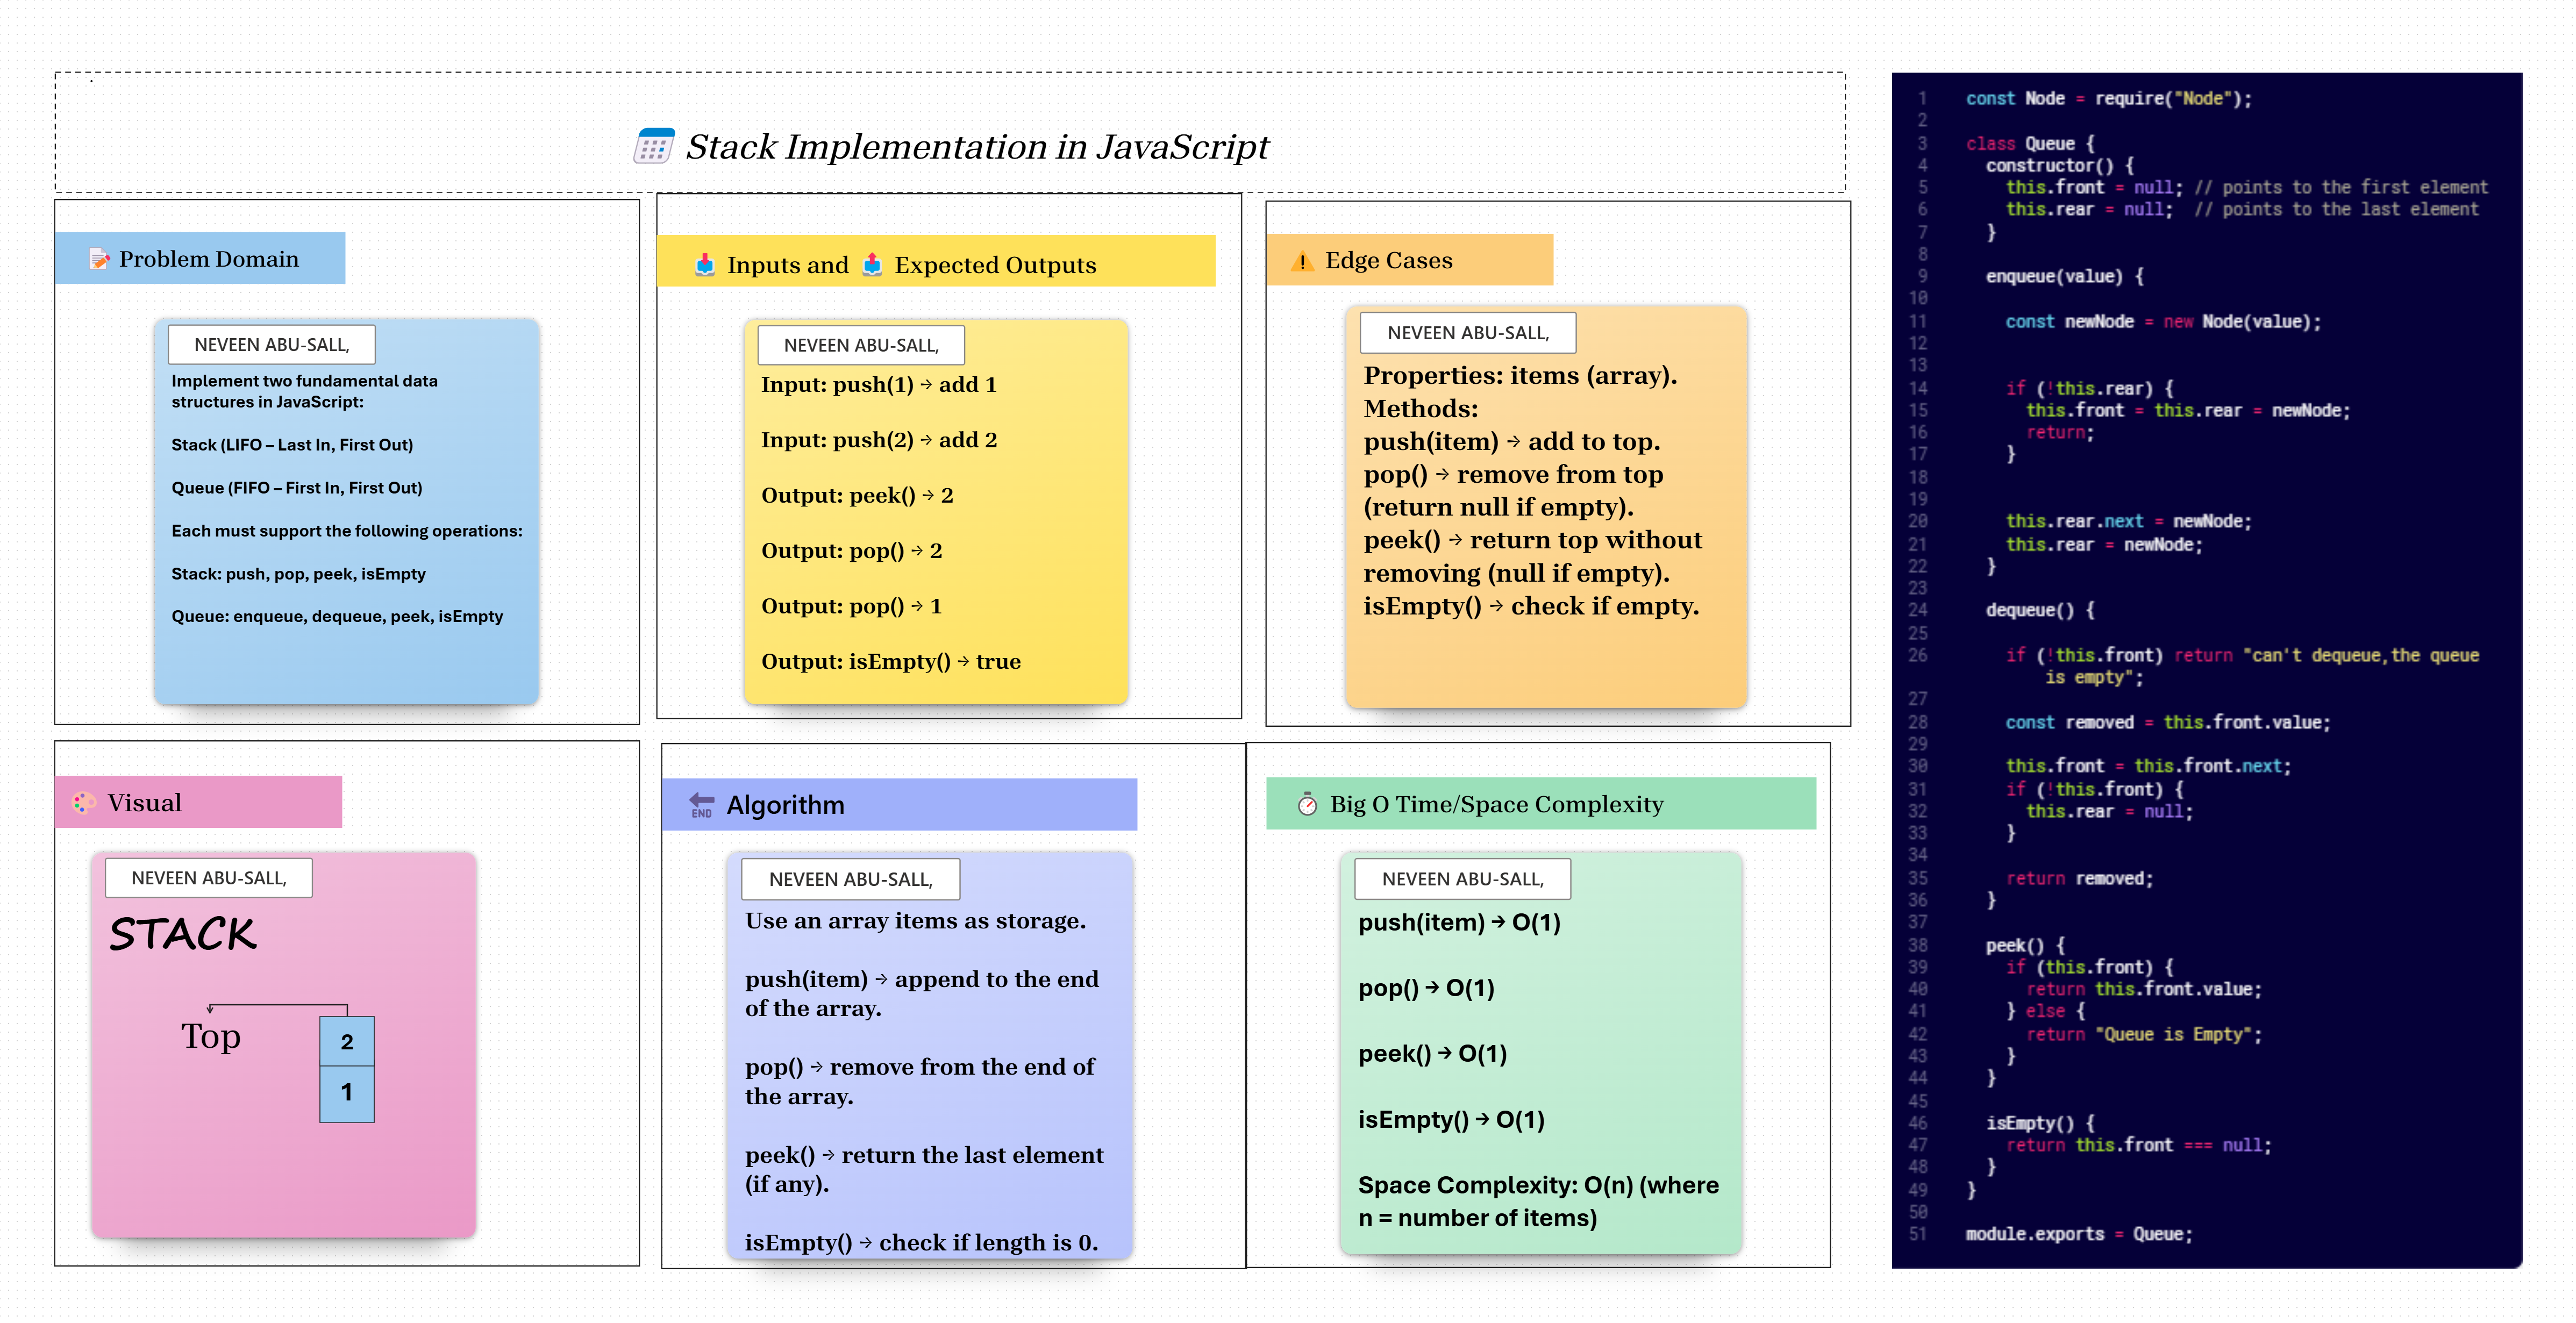 Stack Implementation in JavaScript
Problem Domain
NEVEEN ABU-SALL,
Implement two fundamental data
structures in JavaScript:
Stack (LIFO – Last In, First Out)
Queue (FIFO – First In, First Out)
Each must support the following operations:
Stack: push, pop, peek, isEmpty
Queue: enqueue, dequeue, peek, isEmpty
Inputs and Expected Outputs
NEVEEN ABU-SALL,
Input: push(1) → add 1
Input: push(2) → add 2
Output: peek() → 2
Output: pop() → 2
Output: pop() → 1
Output: isEmpty() → true
Edge Cases
NEVEEN ABU-SALL,
Properties: items (array).
Methods:
push(item) → add to top.
pop() → remove from top
(return null if empty).
peek() → return top without
removing (null if empty).
isEmpty() → check if empty.
Visual
NEVEEN ABU-SALL,
STACK
Top
2
1
END Algorithm
NEVEEN ABU-SALL,
Use an array items as storage.
push(item) → append to the end
of the array.
pop() → remove from the end of
the array.
peek() → return the last element
(if any).
isEmpty() → check if length is 0.
Big O Time/Space Complexity
NEVEEN ABU-SALL,
push(item) → O(1)
pop() → O(1)
peek() → O(1)
isEmpty() → O(1)
Space Complexity: O(n) (where
n = number of items)
1 const Node = require("Node");
2
3 class Queue {
4 constructor() {
5 this.front = null; // points to the first element
6 this.rear = null; // points to the last element
7 }
8
9 enqueue(value) {
10
11 const newNode = new Node(value);
12
13
14 if (!this.rear) {
15 this.front = this.rear = newNode;
16 return;
17 }
18
19
20 this.rear.next = newNode;
21 this.rear = newNode;
22 }
23
24 dequeue() {
25
26 if (!this.front) return "can't dequeue,the queue
is empty";
27
28 const removed = this.front.value;
29
30 this.front = this.front.next;
31 if (!this.front) {
32 this.rear = null;
33 }
34
35 return removed;
36 }
37
38 peek() {
39 if (this.front) {
40 return this.front.value;
41 } else {
42 return "Queue is Empty";
43 }
44 }
45
46 isEmpty() {
47 return this.front === null;
48 }
49 }
50
51 module.exports = Queue;